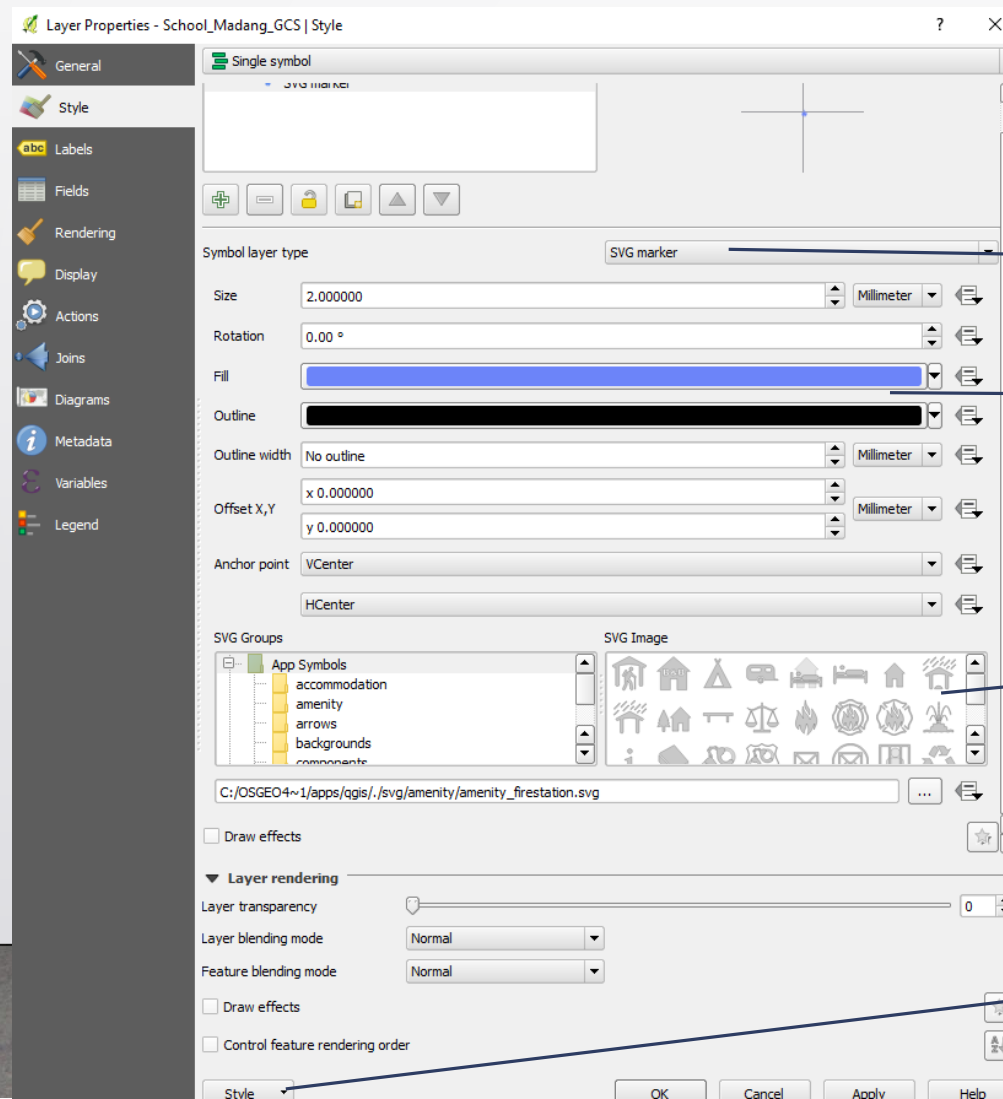 Layer Properties - School_Madang_GCS | Style ?
General
Style
abc Labels
Fields
Rendering
Display
Actions
Joins
Diagrams
Metadata
Variables
Legend
Single symbol
SVG marker
Symbol layer type SVG marker
Size 2.000000 Millimeter
Rotation 0.00 °
Fill
Outline
Outline width No outline Millimeter
Offset X,Y x 0.000000 Millimeter
y 0.000000
Anchor point VCenter
HCenter
SVG Groups SVG Image
App Symbols
accommodation
amenity
arrows
backgrounds
components
C:/OSGEO4~1/apps/qgis/./svg/amenity/amenity_firestation.svg ...
Draw effects
Layer rendering
Layer transparency 0
Layer blending mode Normal
Feature blending mode Normal
Draw effects
Control feature rendering order
Style OK Cancel Apply Help